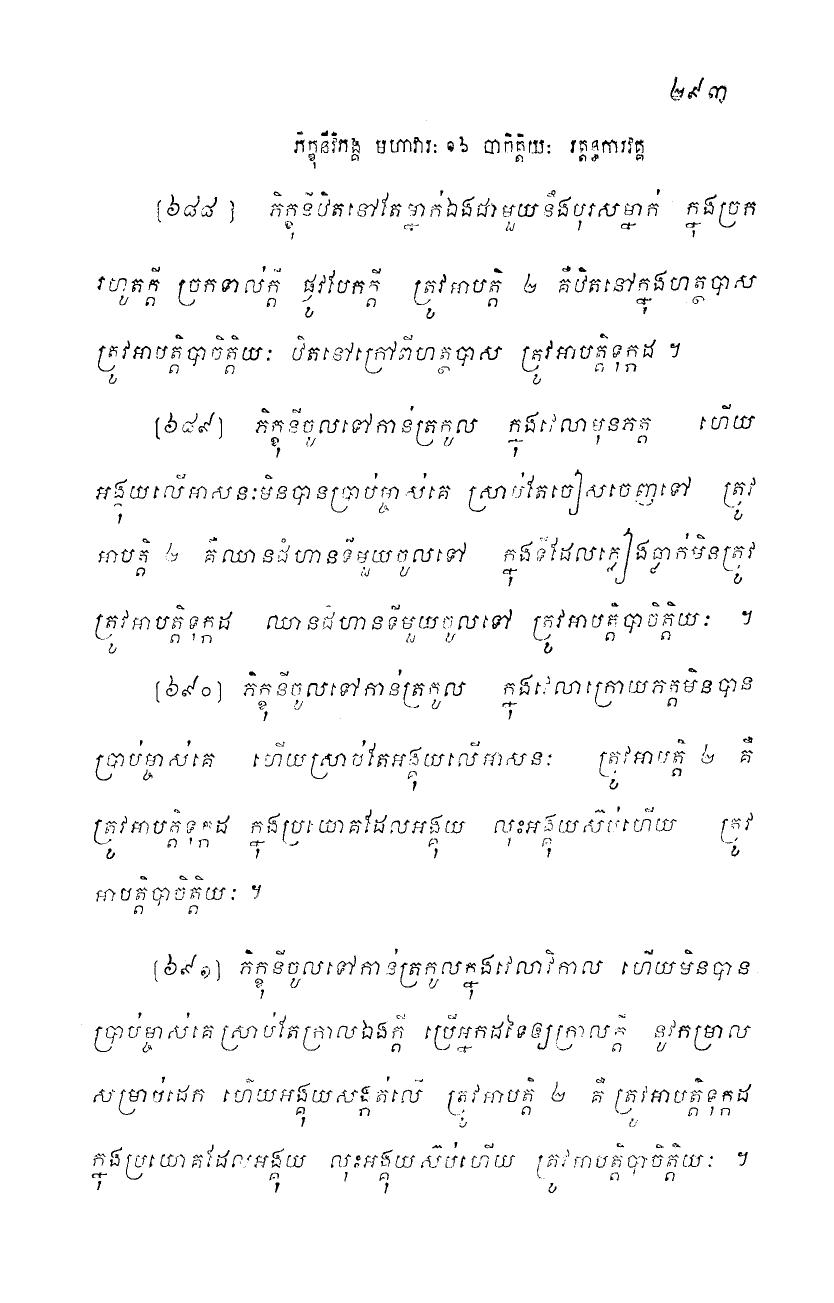 ២៩៣
ភិក្ខុនីវិភង្គ មហាវារៈ ១៦ បាចិត្តិយៈ រត្តន្ធការវគ្គ
[៦៨៨] ភិក្ខុនីឋិតនៅតែម្នាក់ឯងជាមួយនឹងបុរសម្នាក់ ក្នុងច្រក
រហូតក្តី ច្រកទាល់ក្តី ផ្លូវបែកក្តី ត្រូវអាបត្តិ ២ គឺឋិតនៅក្នុងហត្ថបាស
ត្រូវអាបត្តិបាចិត្តិយៈ ឋិតនៅក្រៅពីហត្ថបាស ត្រូវអាបត្តិទុក្កដ ។
[៦៨៩] ភិក្ខុនីចូលទៅកាន់ត្រកូល ក្នុងវេលាមុនភត្ត ហើយ
អង្គុយលើអាសនៈមិនបានប្រាប់ម្ចាស់គេ ស្រាប់តែចៀសចេញទៅ ត្រូវ
អាបត្តិ ២ គឺឈានជំហានទីមួយចូលទៅ ក្នុងទីដែលភ្លៀងធ្លាក់មិនត្រូវ
ត្រូវអាបត្តិទុក្កដ ឈានជំហានទីមួយចូលទៅ ត្រូវអាបត្តិបាចិត្តិយៈ ។
[៦៩០] ភិក្ខុនីចូលទៅកាន់ត្រកូល ក្នុងវេលាក្រោយភត្តមិនបាន
ប្រាប់ម្ចាស់គេ ហើយស្រាប់តែអង្គុយលើអាសនៈ ត្រូវអាបត្តិ ២ គឺ
ត្រូវអាបត្តិទុក្កដ ក្នុងប្រយោគដែលអង្គុយ លុះអង្គុយស៊ប់ហើយ ត្រូវ
អាបត្តិបាចិត្តិយៈ ។
[៦៩១] ភិក្ខុនីចូលទៅកាន់ត្រកូលក្នុងវេលាវិកាល ហើយមិនបាន
ប្រាប់ម្ចាស់គេស្រាប់តែក្រាលឯងក្តី ប្រើអ្នកដទៃឲ្យក្រាលក្តី នូវកម្រាល
សម្រាប់ដេក ហើយអង្គុយសង្កត់លើ ត្រូវអាបត្តិ ២ គឺ ត្រូវអាបត្តិទុក្កដ
ក្នុងប្រយោគដែលអង្គុយ លុះអង្គុយស៊ប់ហើយ ត្រូវអាបត្តិបាចិត្តិយៈ ។